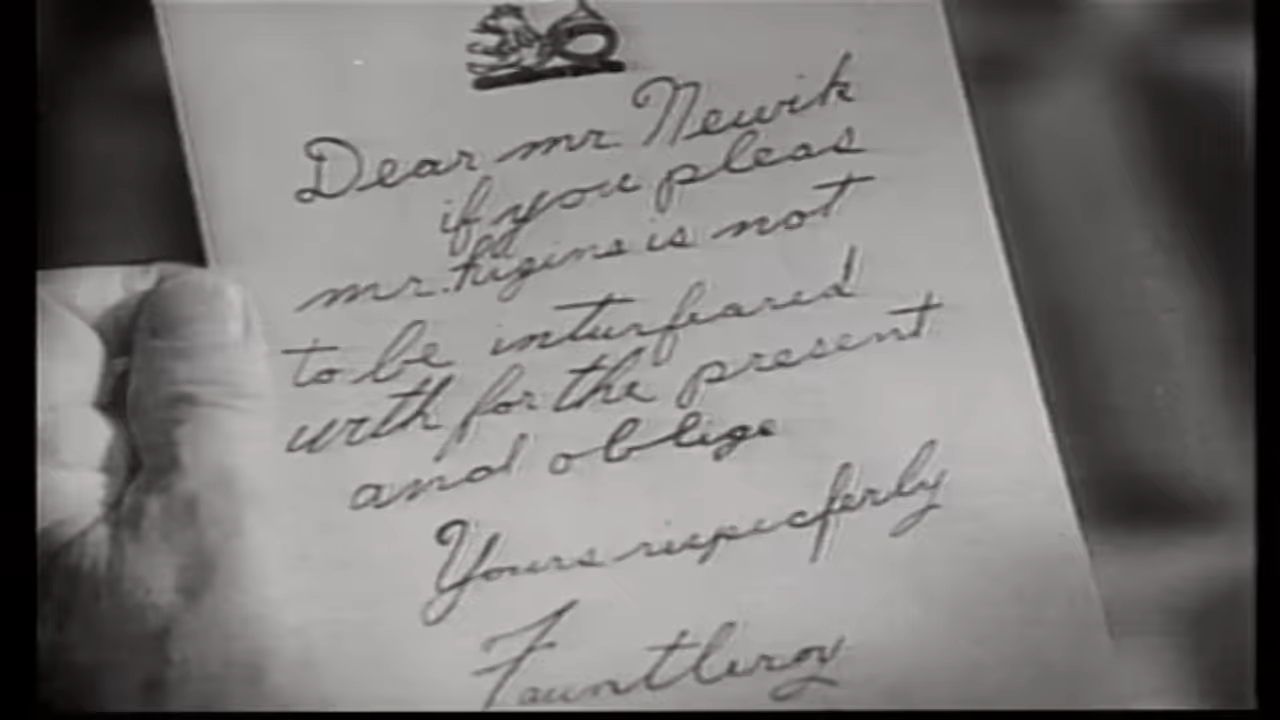 Dear mr Newik
if you pleas
mr. higins is not
to be inturfeared
with for the present
and oblige
Yours respecferly
Fauntleroy